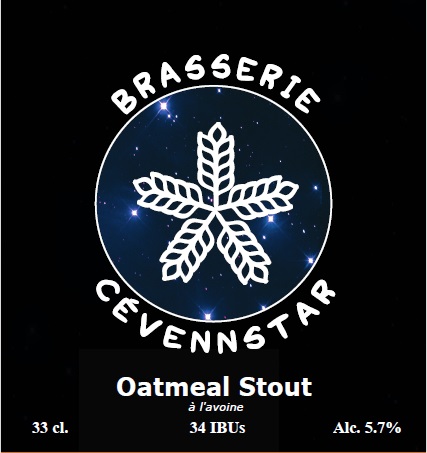 BRASSERIE
CÉVENNSTAR
Oatmeal Stout
à l'avoine
33 cl. 34 IBUs Alc. 5.7%